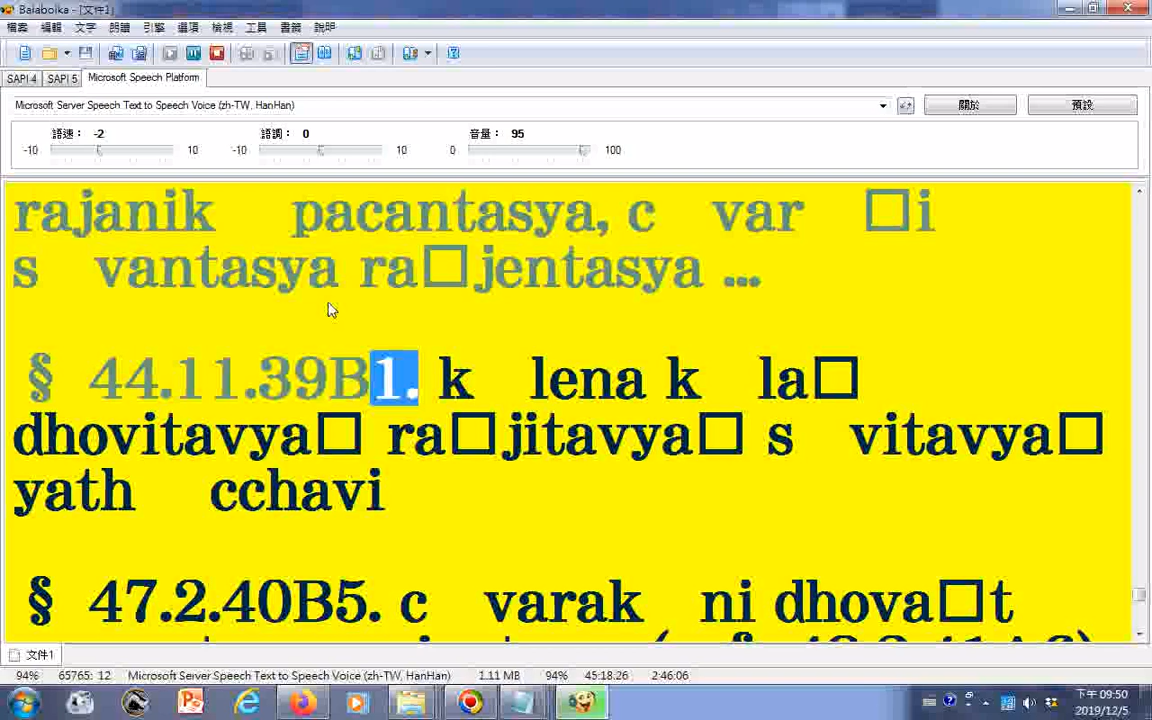 Balabolka - [文件1]
檔案 編輯 文字 朗讀 引擎 選項 檢視 工具 書籤 說明
SAPI 4 SAPI 5 Microsoft Speech Platform
Microsoft Server Speech Text to Speech Voice (zh-TW, HanHan) 關於 預設
語速： -2 語調： 0 音量： 95
-10 10 -10 10 0 100
rajanik pacantasya, c var □i
s vantasya ra□jentasya ...
§ 44.11.39B1. k lena k la□
dhovitavya□ ra□jitavya□ s vitavya□
yath cchavi
§ 47.2.40B5. c varak ni dhova□t
文件1
94% 65765: 12 Microsoft Server Speech Text to Speech Voice (zh-TW, HanHan) 1.11 MB 94% 45:18:26 2:46:06
下午 09:50
2019/12/5